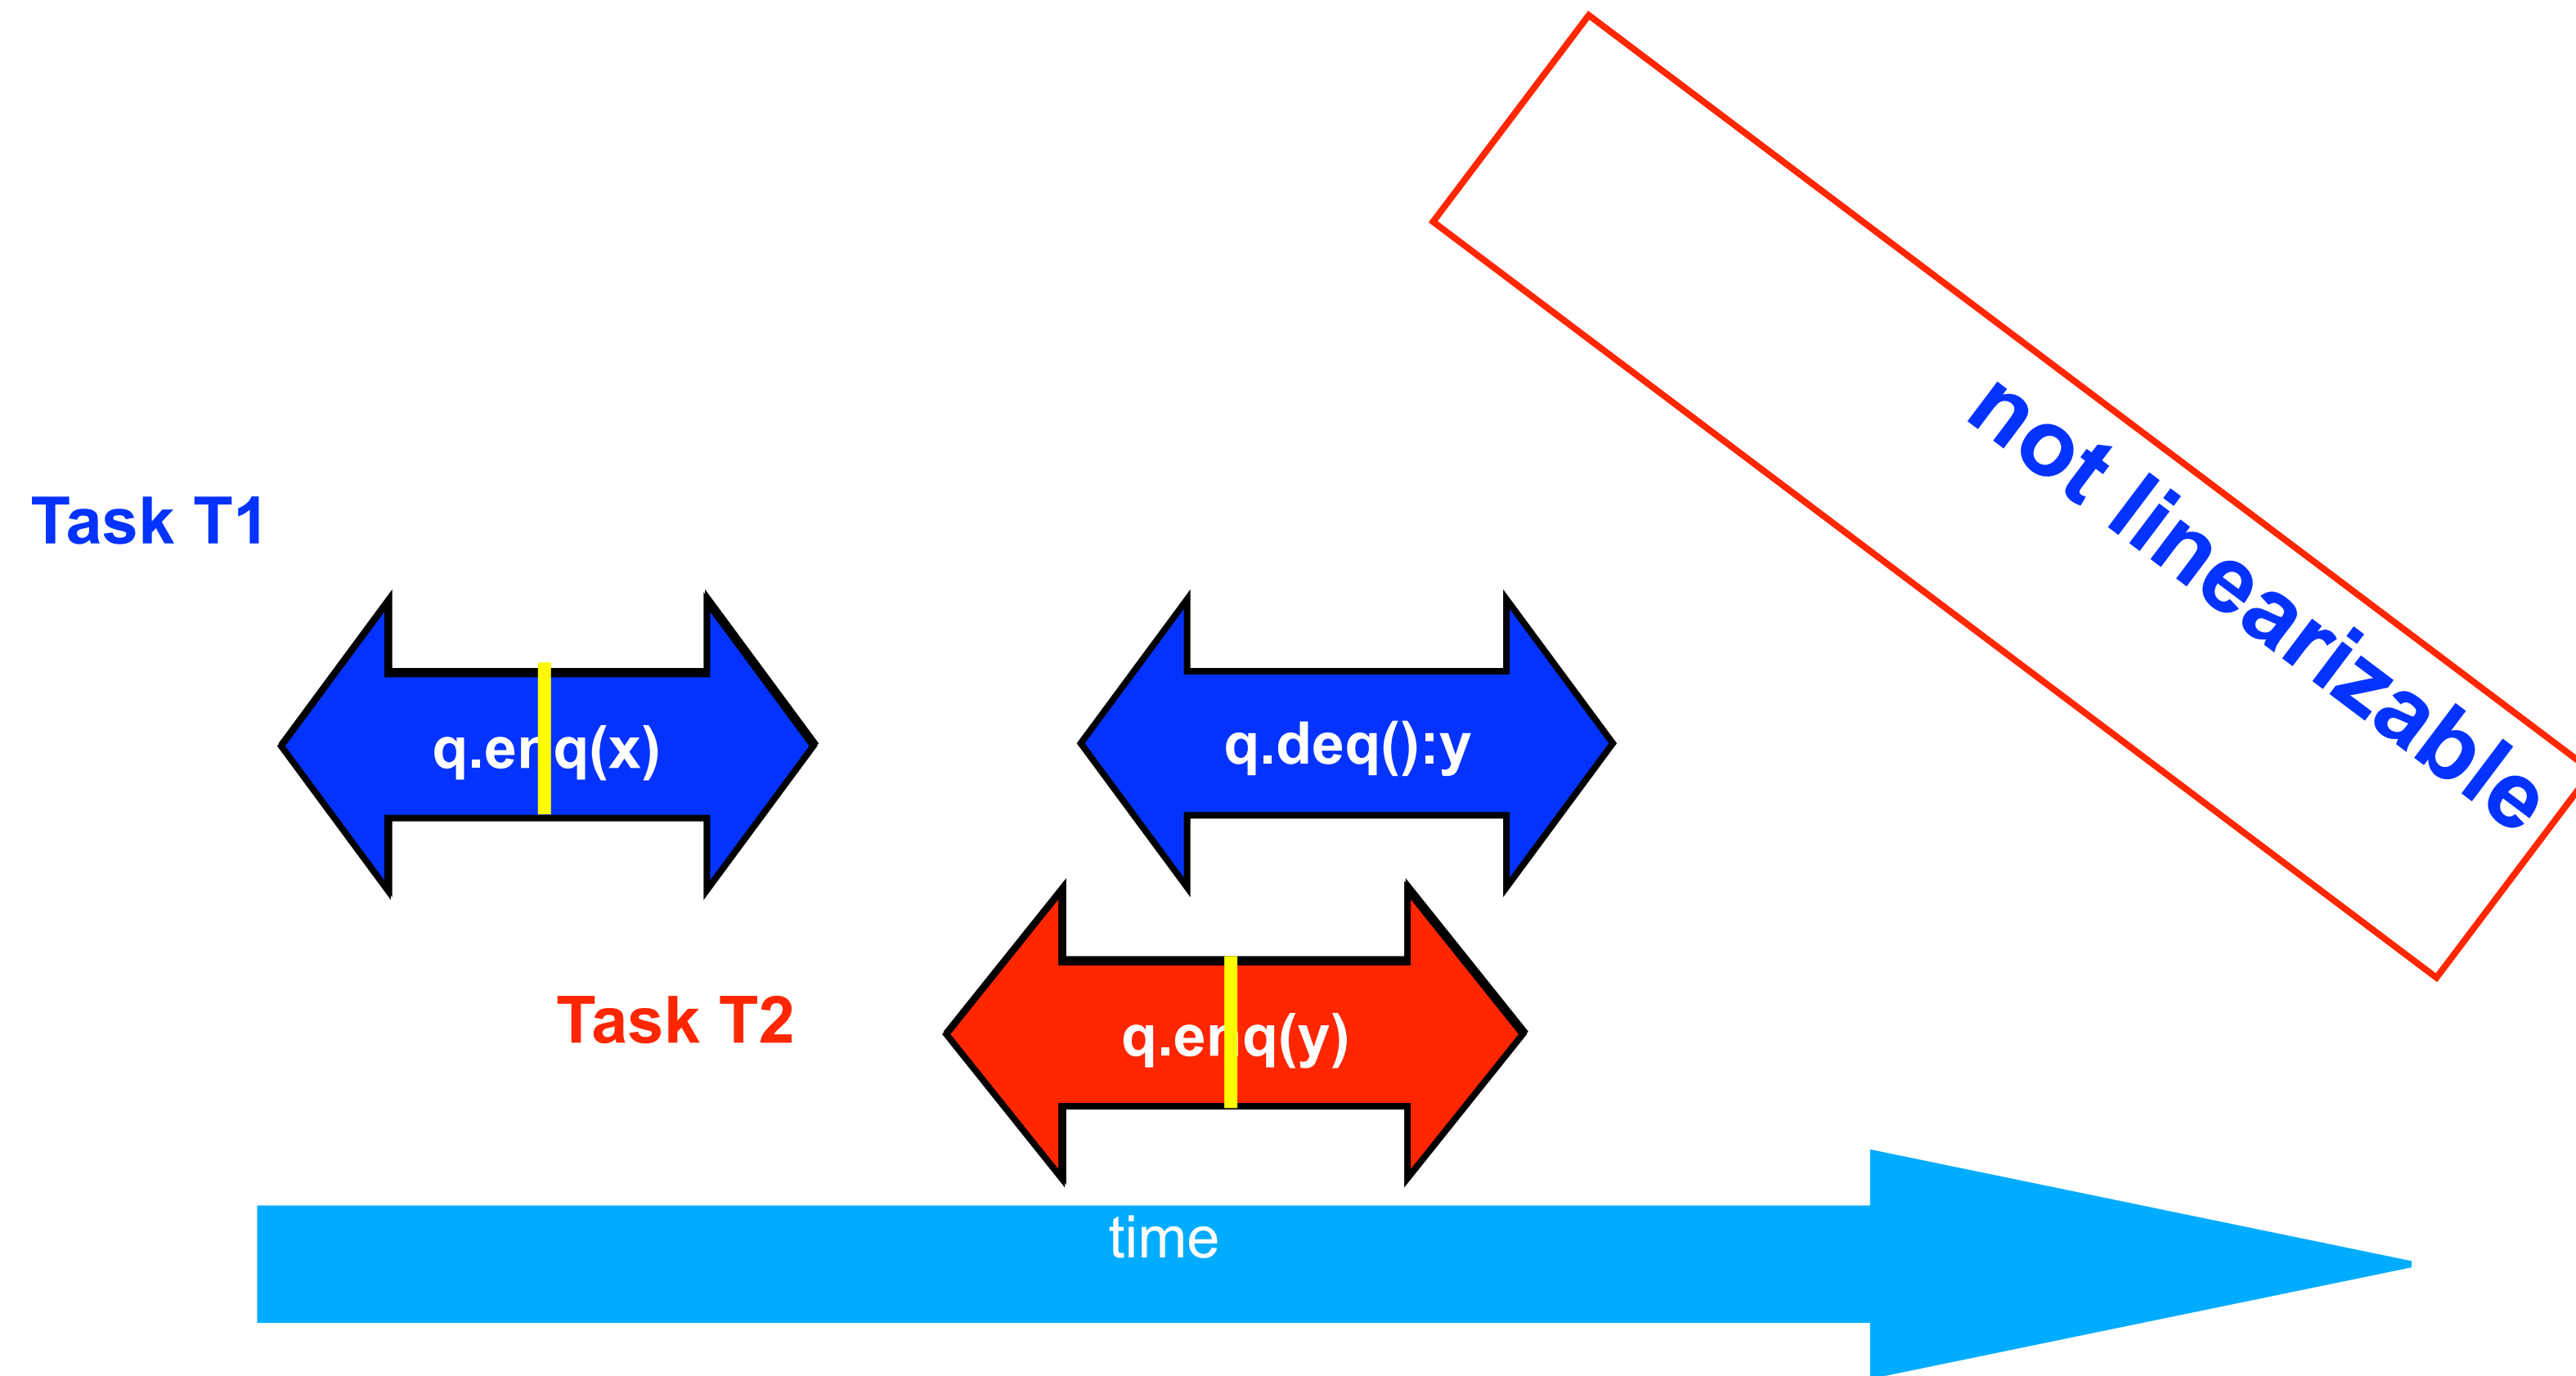 not linearizable
Task T1
q.enq(x)
q.deq():y
Task T2
q.enq(y)
time